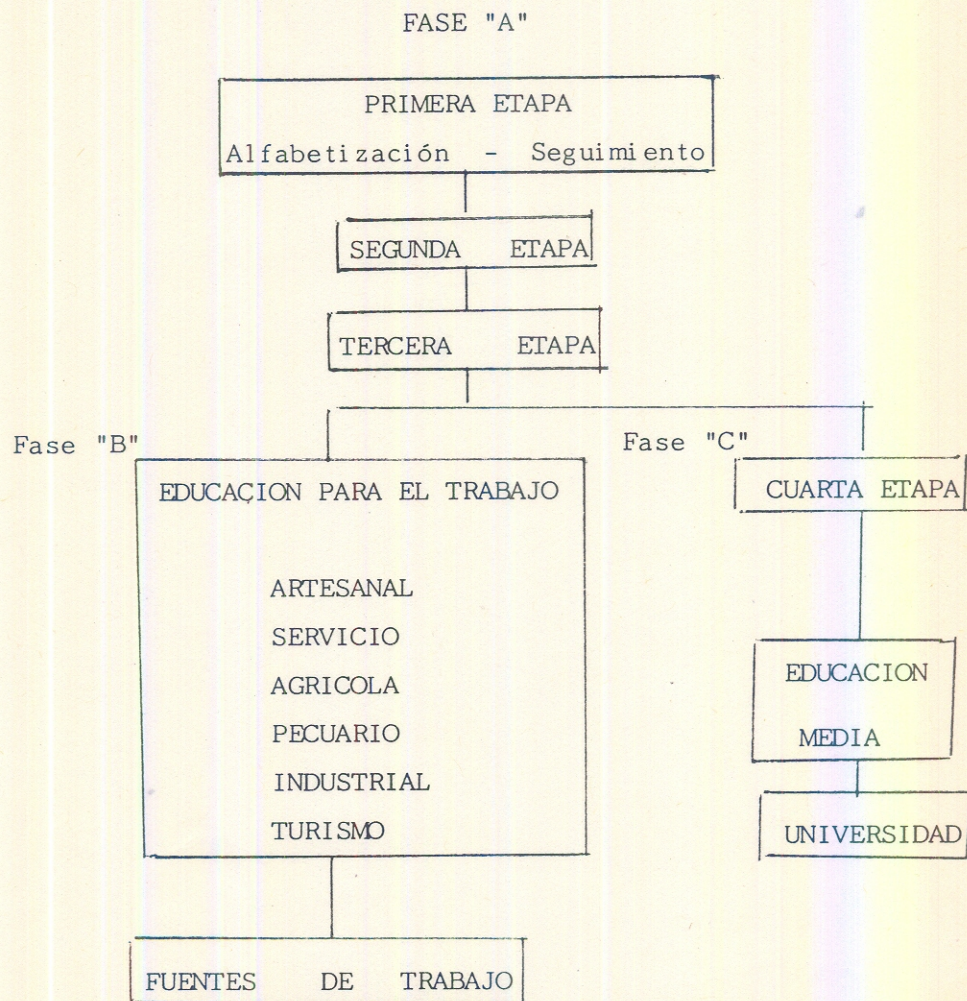 FASE "A"
PRIMERA ETAPA
Alfabetización - Seguimiento
SEGUNDA ETAPA
TERCERA ETAPA
Fase "B"
EDUCACION PARA EL TRABAJO
ARTESANAL
SERVICIO
AGRICOLA
PECUARIO
INDUSTRIAL
TURISMO
FUENTES DE TRABAJO
Fase "C"
CUARTA ETAPA
EDUCACION
MEDIA
UNIVERSIDAD